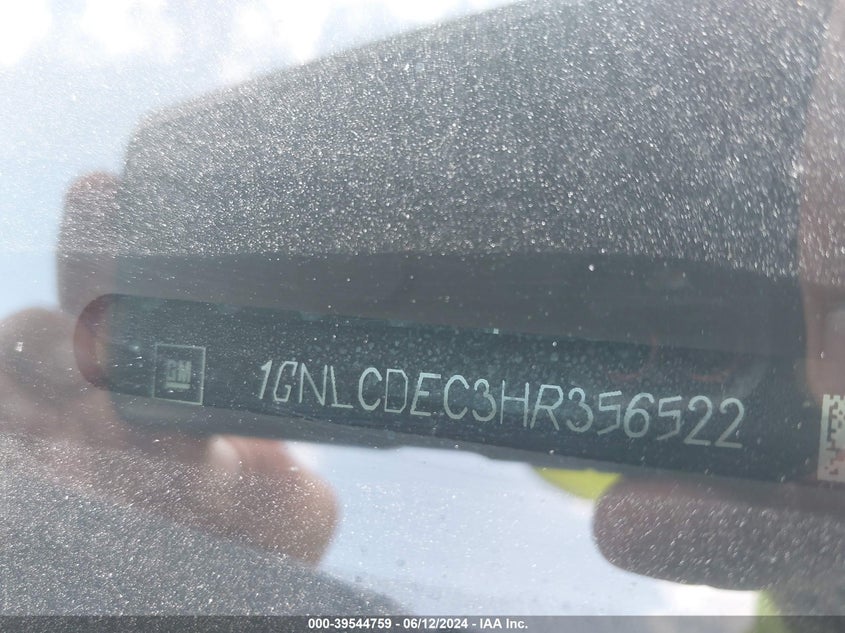 GM
1GNLCDEC3HR356522
000-39544759 - 06/12/2024 - IAA Inc.